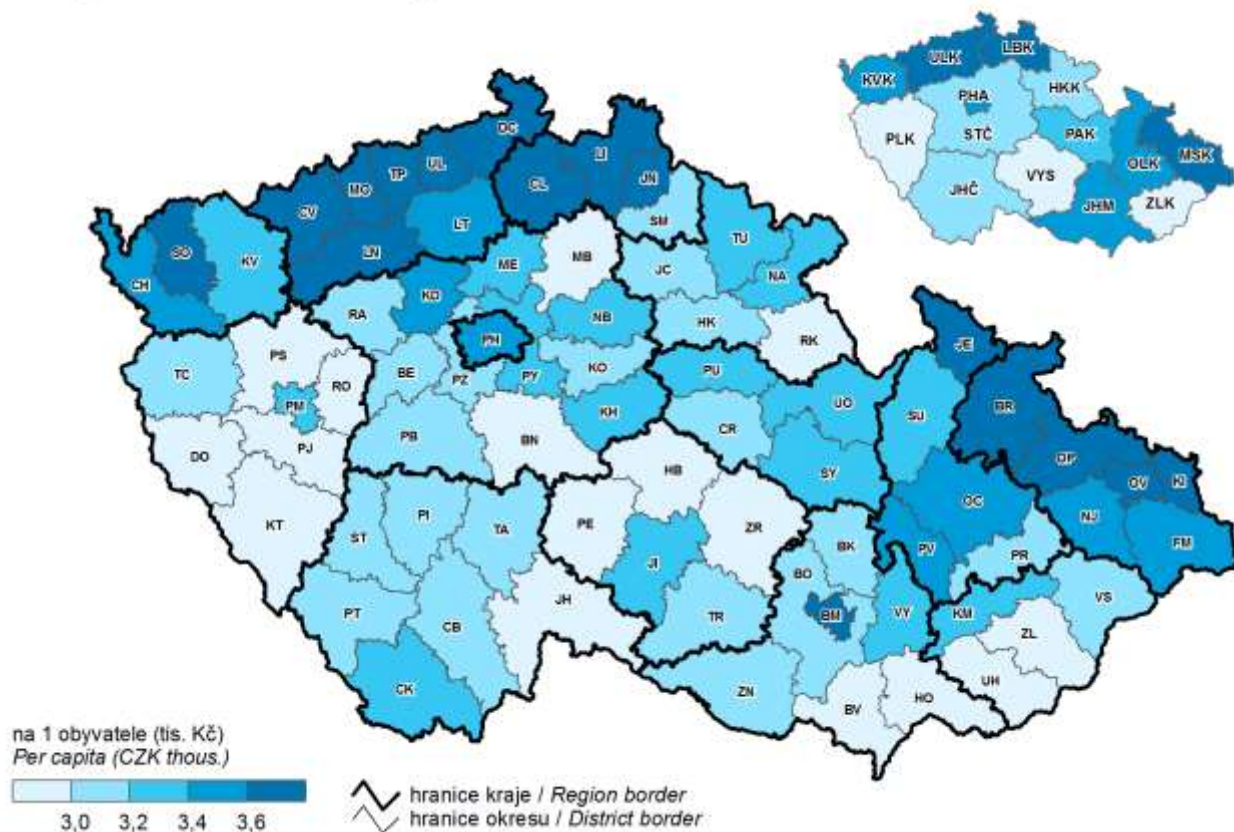 ULK
LBK
KVK
HKK
PHA
STČ
PAK
PLK
OLK
MSK
VYS
JHČ
JHM
ZLK
DC
LI
UL
TP
MO
CL
JN
CV
LT
SM
SO
KV
LN
ME
MB
TU
CH
KD
JC
NA
RA
NB
HK
PH
RK
JE
PS
TC
BE
PZ
PY
KO
PU
RO
PM
KH
UO
SU
BR
PB
BN
CR
DO
PJ
OP
OV
KI
HB
SY
OC
NJ
KT
ST
PI
TA
PE
ZR
FM
JI
BK
PV
PR
BO
PT
CB
JH
TR
BM
VY
KM
VS
ZL
CK
ZN
UH
BV
HO
na 1 obyvatele (tis. Kč)
Per capita (CZK thous.)
3,0 3,2 3,4 3,6
hranice kraje / Region border
hranice okresu / District border